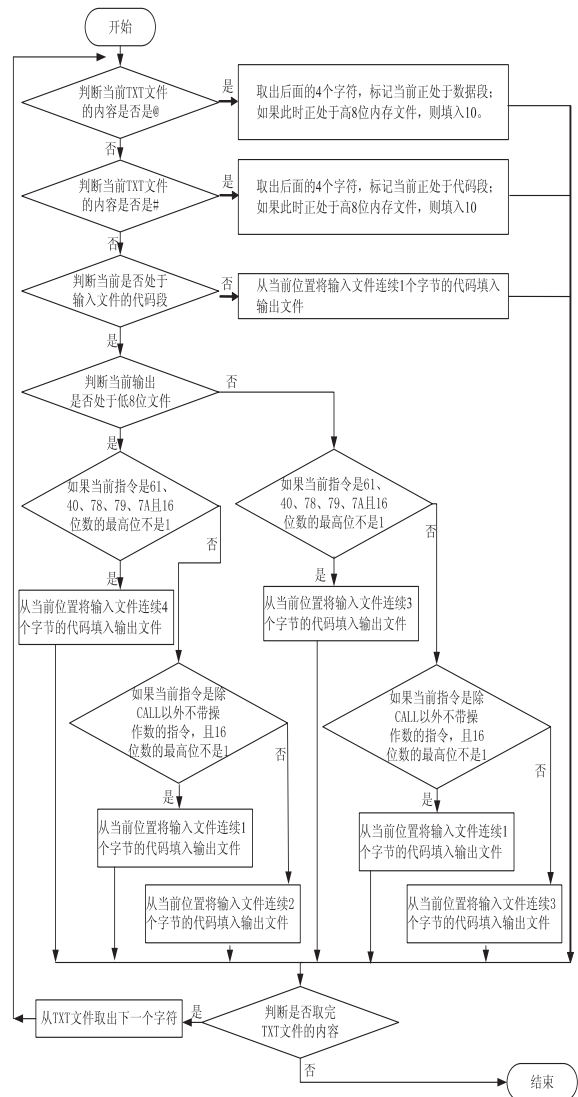 开始
判断当前TXT文件
的内容是否是@
是
取出后面的4个字符，标记当前正处于数据段；
如果此时正处于高8位内存文件，则填入10。
否
判断当前TXT文件
的内容是否是#
是
取出后面的4个字符，标记当前正处于代码段；
如果此时正处于高8位内存文件，则填入10
否
判断当前是否处于
输入文件的代码段
否
从当前位置将输入文件连续1个字节的代码填入
输出文件
是
判断当前输出
是否处于低8位文件
否
是
如果当前指令是61、
40、78、79、7A且16
位数的最高位不是1
否
如果当前指令是61、
40、78、79、7A且16
位数的最高位不是1
否
是
从当前位置将输入文件连续4
个字节的代码填入输出文件
是
从当前位置将输入文件连续3
个字节的代码填入输出文件
如果当前指令是除
CALL以外不带操
作数的指令，且16
位数的最高位不是1
否
如果当前指令是除
CALL以外不带操
作数的指令，且16
位数的最高位不是1
否
是
从当前位置将输入文件连续1
个字节的代码填入输出文件
是
从当前位置将输入文件连续1
个字节的代码填入输出文件
从当前位置将输入文件连续2
个字节的代码填入输出文件
从当前位置将输入文件连续3
个字节的代码填入输出文件
从TXT文件取出下一个字符
是
判断是否取完
TXT文件的内容
否
结束